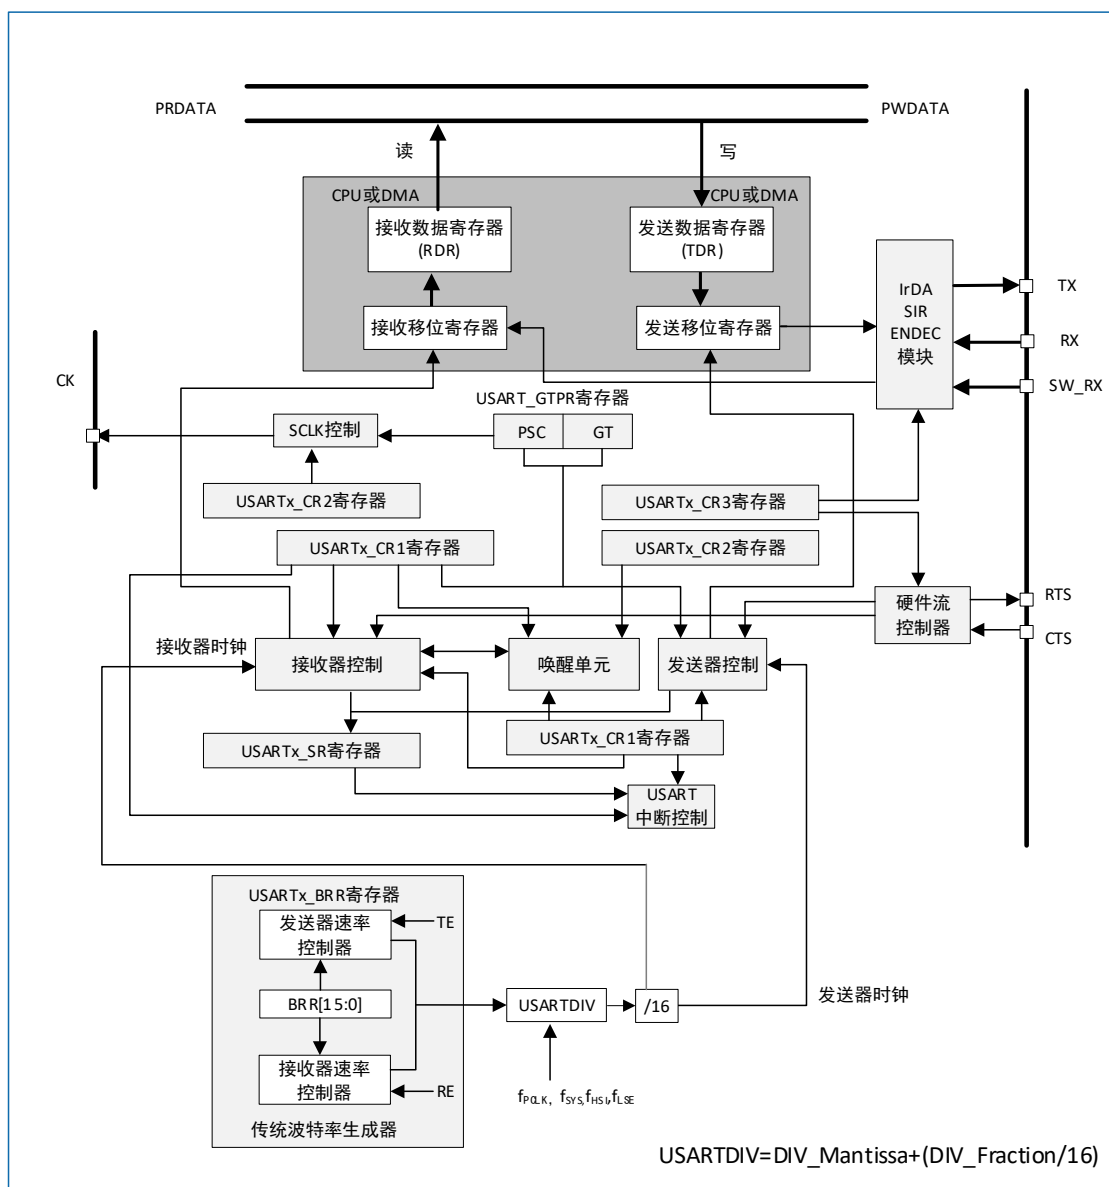 PRDATA
PWDATA
读
写
CPU或DMA
CPU或DMA
接收数据寄存器
(RDR)
发送数据寄存器
(TDR)
IrDA
SIR
ENDEC
模块
TX
接收移位寄存器
发送移位寄存器
RX
CK
SW_RX
USART_GTPR寄存器
SCLK控制
PSC
GT
USARTx_CR2寄存器
USARTx_CR3寄存器
USARTx_CR1寄存器
USARTx_CR2寄存器
硬件流
控制器
RTS
CTS
接收器时钟
接收器控制
唤醒单元
发送器控制
USARTx_SR寄存器
USARTx_CR1寄存器
USART
中断控制
USARTx_BRR寄存器
发送器速率
控制器
TE
BRR[15:0]
USARTDIV
/16
发送器时钟
接收器速率
控制器
RE
fPCLK, fSYS,fHSI,fLSE
传统波特率生成器
USARTDIV=DIV_Mantissa+(DIV_Fraction/16)